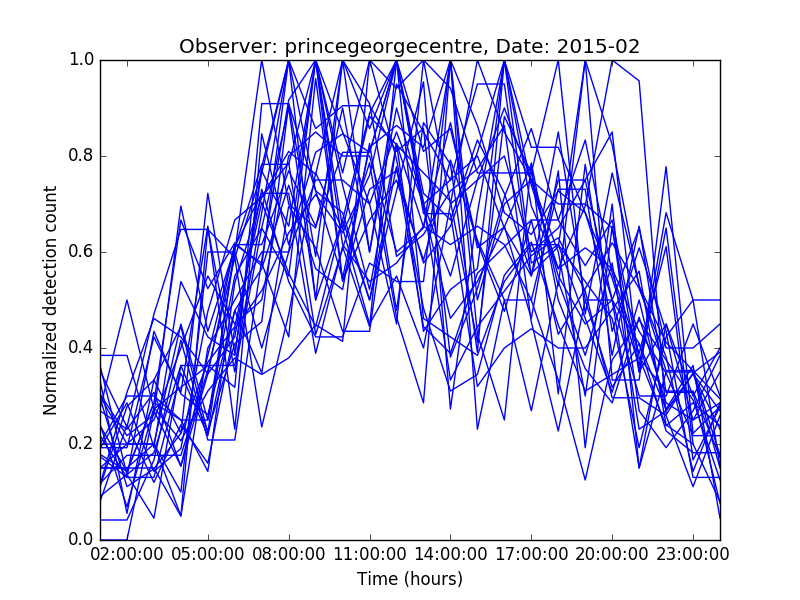 Observer: princegeorgecentre, Date: 2015-02
1.0
0.8
0.6
0.4
0.2
0.0
Normalized detection count
02:00:00 05:00:00 08:00:00 11:00:00 14:00:00 17:00:00 20:00:00 23:00:00
Time (hours)